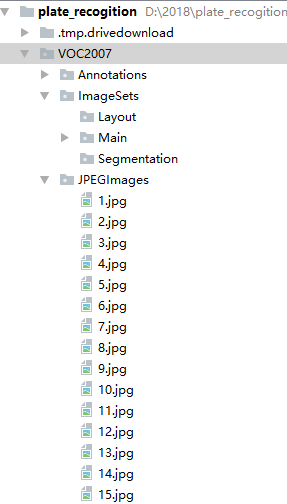 plate_recogition D:\2018\plate_recogition
.tmp.drivedownload
VOC2007
Annotations
ImageSets
Layout
Main
Segmentation
JPEGImages
1.jpg
2.jpg
3.jpg
4.jpg
5.jpg
6.jpg
7.jpg
8.jpg
9.jpg
10.jpg
11.jpg
12.jpg
13.jpg
14.jpg
15.jpg